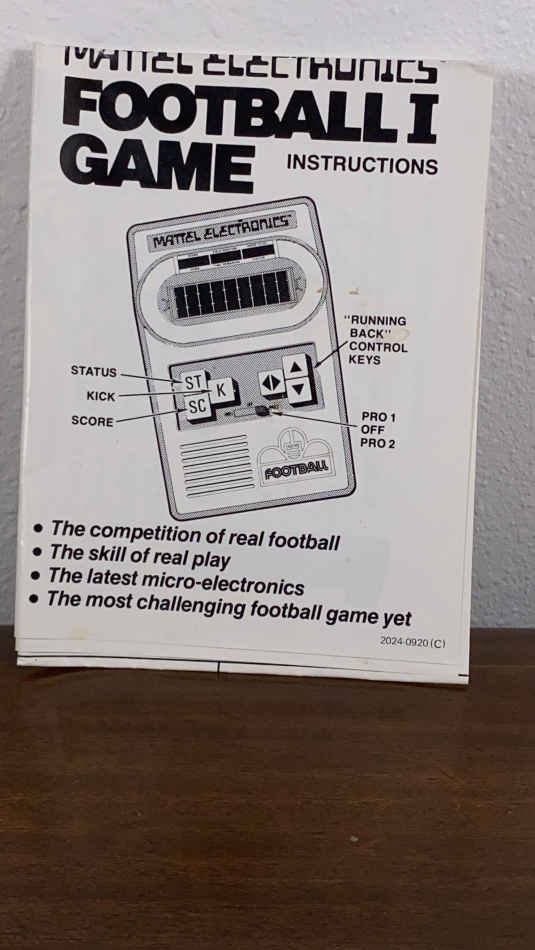 MATTEL ELECTRONICS
FOOTBALL I
GAME INSTRUCTIONS
MATTEL ELECTRONICS
"RUNNING
BACK"
CONTROL
KEYS
STATUS
ST
KICK
K
SCORE
SC
PRO 1
OFF
PRO 2
FOOTBALL
• The competition of real football
• The skill of real play
• The latest micro-electronics
• The most challenging football game yet
2024-0920 (C)